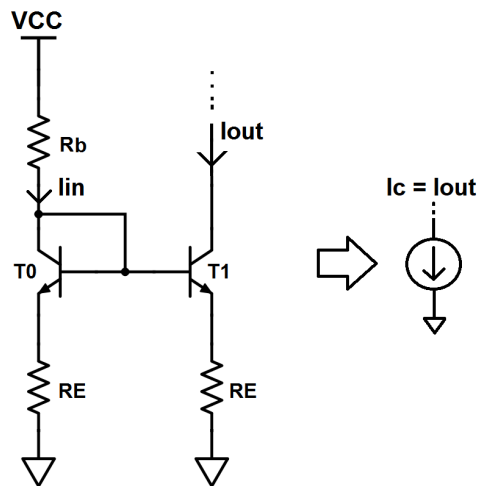 VCC
Iout
Rb
Iin
Ic = Iout
T0
T1
RE
RE